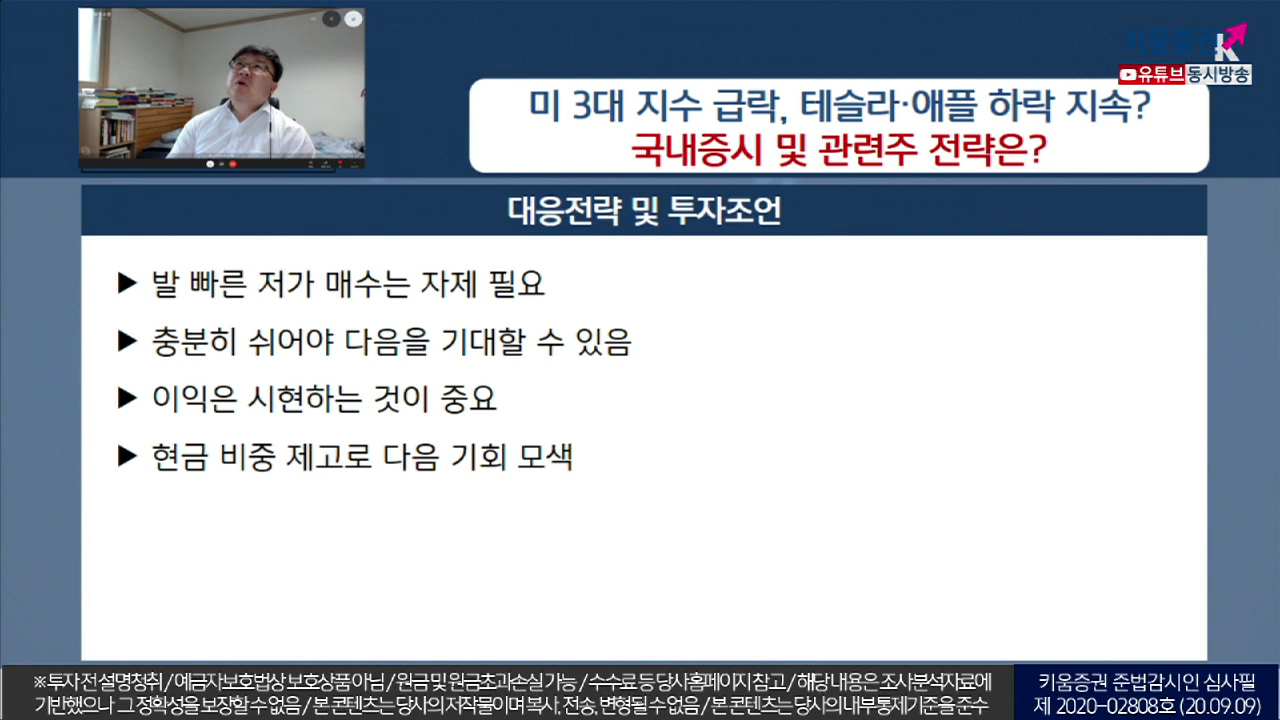 키움증권
유튜브 동시방송
미 3대 지수 급락, 테슬라·애플 하락 지속?
국내증시 및 관련주 전략은?
대응전략 및 투자조언
▶ 발 빠른 저가 매수는 자제 필요
▶ 충분히 쉬어야 다음을 기대할 수 있음
▶ 이익은 시현하는 것이 중요
▶ 현금 비중 제고로 다음 기회 모색
※ 투자 전 설명청취 / 예금자보호법상 보호상품 아님 / 원금 및 원금초과손실 가능 / 수수료 등 당사홈페이지 참고 / 해당 내용은 조사분석자료에
기반했으나 그 정확성을 보장할 수 없음 / 본 콘텐츠는 당사의 저작물이며 복사, 전송, 변형될 수 없음 / 본 콘텐츠는 당사의 내부통제기준을 준수
키움증권 준법감시인 심사필
제 2020-02808호 (20.09.09)